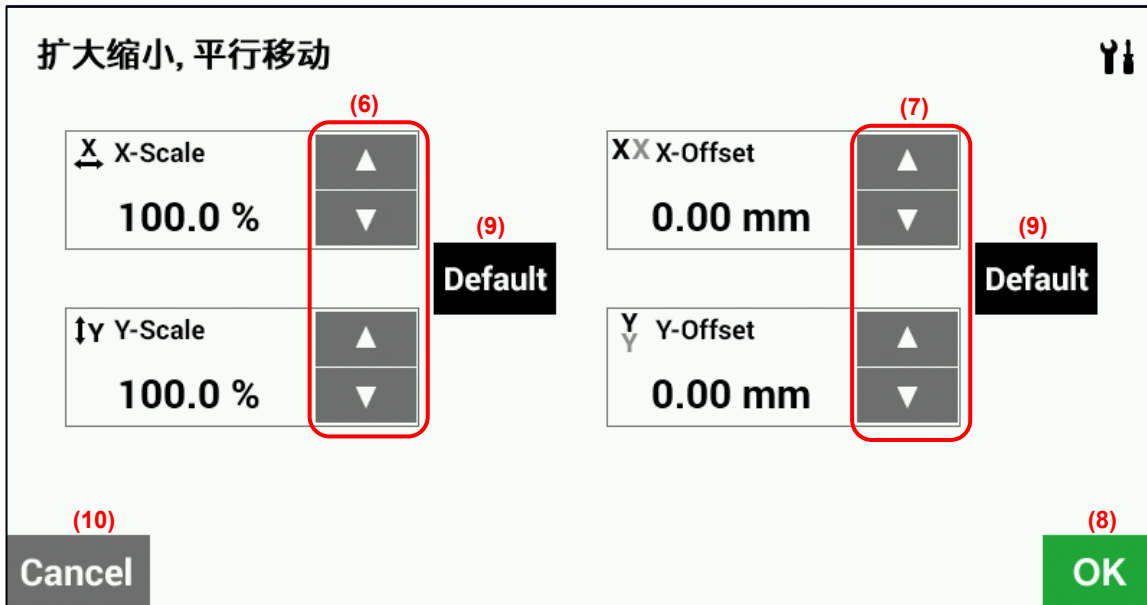 扩大缩小, 平行移动
(6)
(7)
X X-Scale
XX X-Offset
100.0 %
0.00 mm
(9)
(9)
Default
Default
Y Y-Scale
Y Y Y-Offset
100.0 %
0.00 mm
(10)
(8)
Cancel
OK